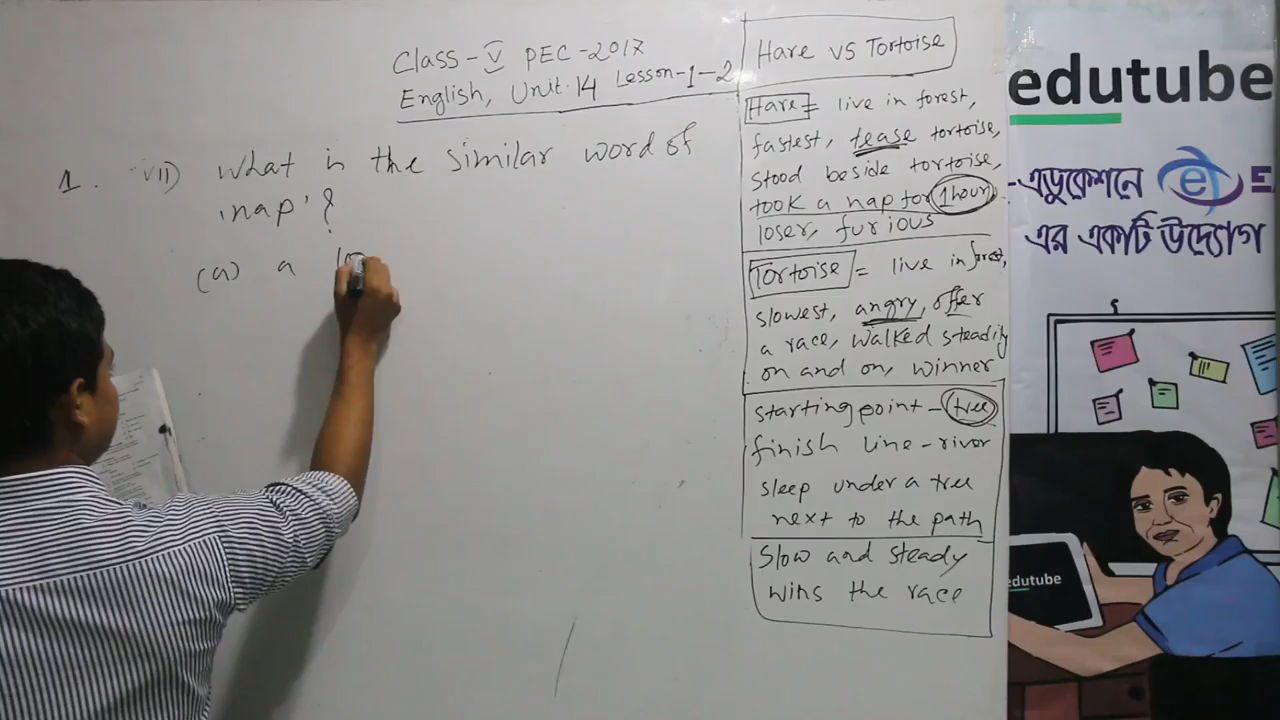 Class - V PEC - 2017
English, Unit. 14 Lesson - 1 - 2
1. vii) What is the similar word of
'nap'?
(a) a
Hare vs Tortoise
Hare = live in forest,
fastest, tease tortoise,
stood beside tortoise,
took a nap for 1 hour
loser, furious
Tortoise = live in forest,
slowest, angry, offer
a race, walked steadily
on and on, winner
starting point - tree
finish line - river
sleep under a tree
next to the path
Slow and steady
wins the race
edutube
-এডুকেশনে e E
এর একটি উদ্যোগ
edutube